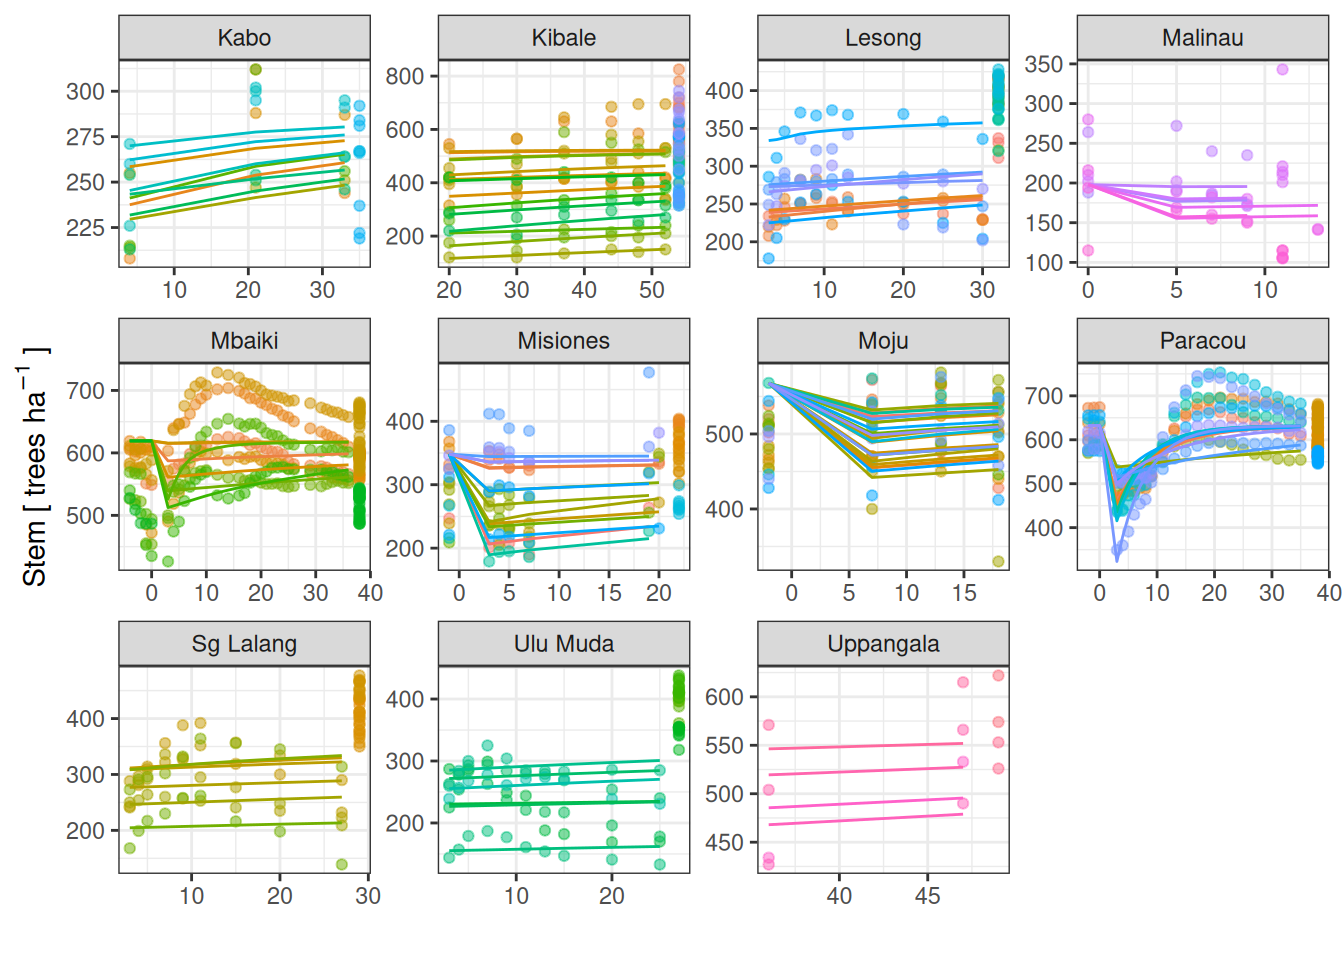 Kabo Kibale Lesong Malinau
300 275 250 225
10 20 30
800 600 400 200
20 30 40 50
400 350 300 250 200
10 20 30
350 300 250 200 150 100
0 5 10
Stem [ trees ha−1 ]
Mbaiki Misiones Moju Paracou
700 600 500
0 10 20 30 40
400 300 200
0 5 10 15 20
500 400
0 5 10 15
700 600 500 400
0 10 20 30 40
Sg Lalang Ulu Muda Uppangala
400 300 200
10 20 30
400 300 200
10 20
600 550 500 450
40 45